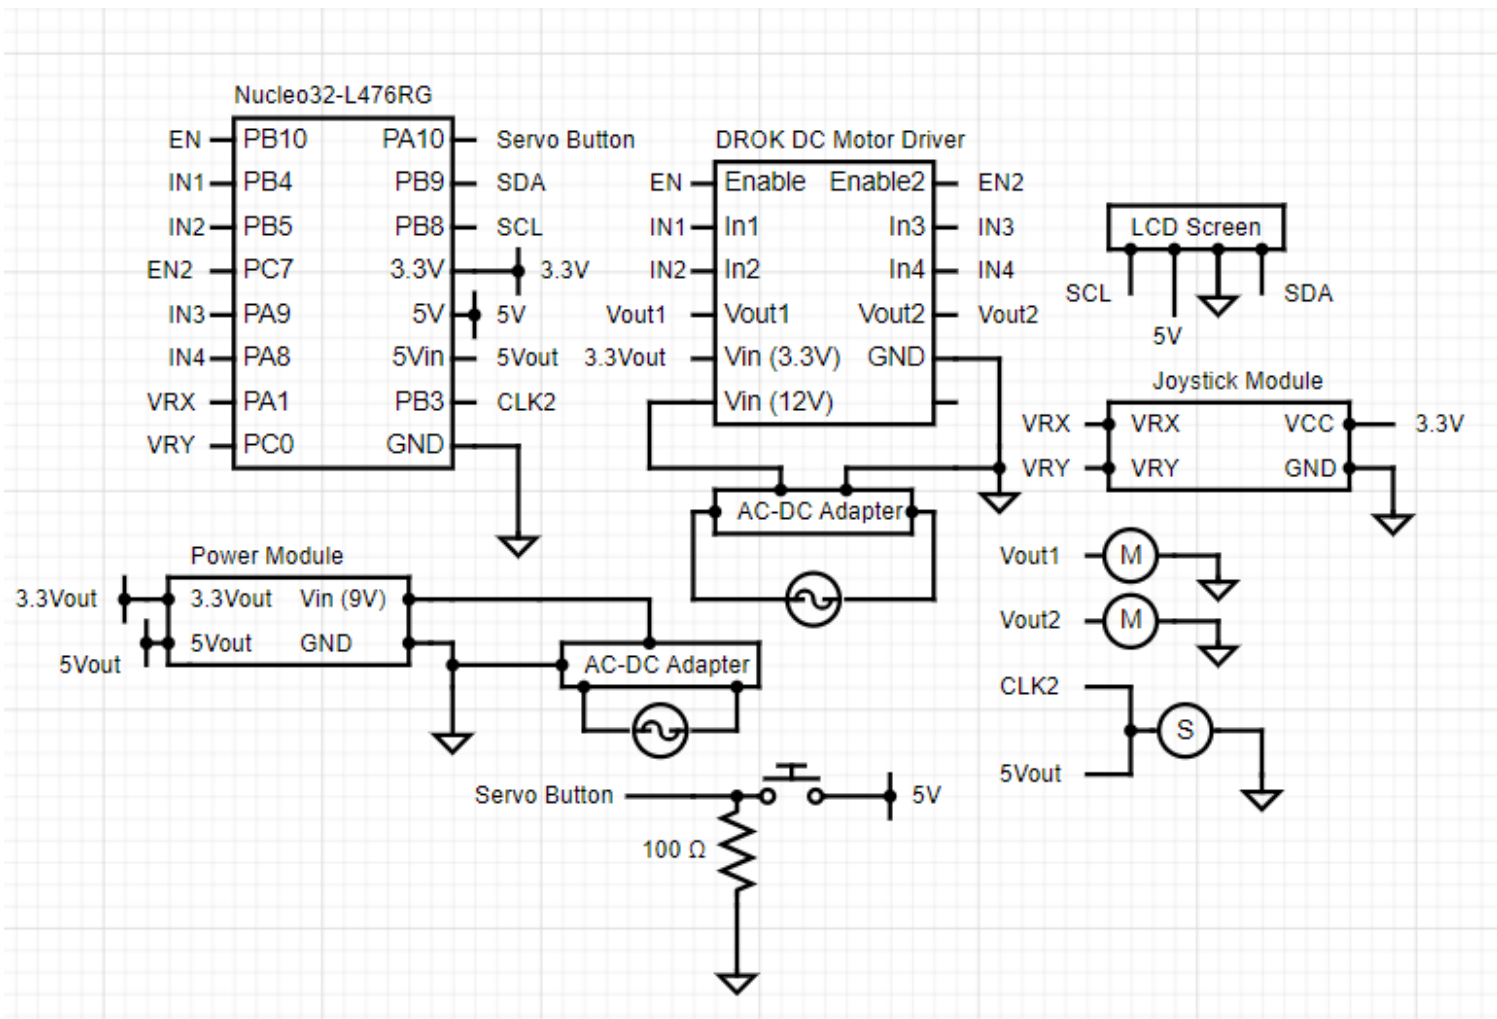 Nucleo32-L476RG
EN PB10 PA10 Servo Button
IN1 PB4 PB9 SDA
IN2 PB5 PB8 SCL
EN2 PC7 3.3V 3.3V
IN3 PA9 5V 5V
IN4 PA8 5Vin 5Vout
VRX PA1 PB3 CLK2
VRY PC0 GND
DROK DC Motor Driver
EN Enable Enable2 EN2
IN1 In1 In3 IN3
IN2 In2 In4 IN4
Vout1 Vout1 Vout2 Vout2
3.3Vout Vin (3.3V) GND
Vin (12V)
AC-DC Adapter
LCD Screen
SCL SDA
5V
Joystick Module
VRX VRX VCC 3.3V
VRY VRY GND
Power Module
3.3Vout 3.3Vout Vin (9V)
5Vout 5Vout GND
AC-DC Adapter
Vout1 M
Vout2 M
CLK2
S
5Vout
Servo Button 5V
100 Ω